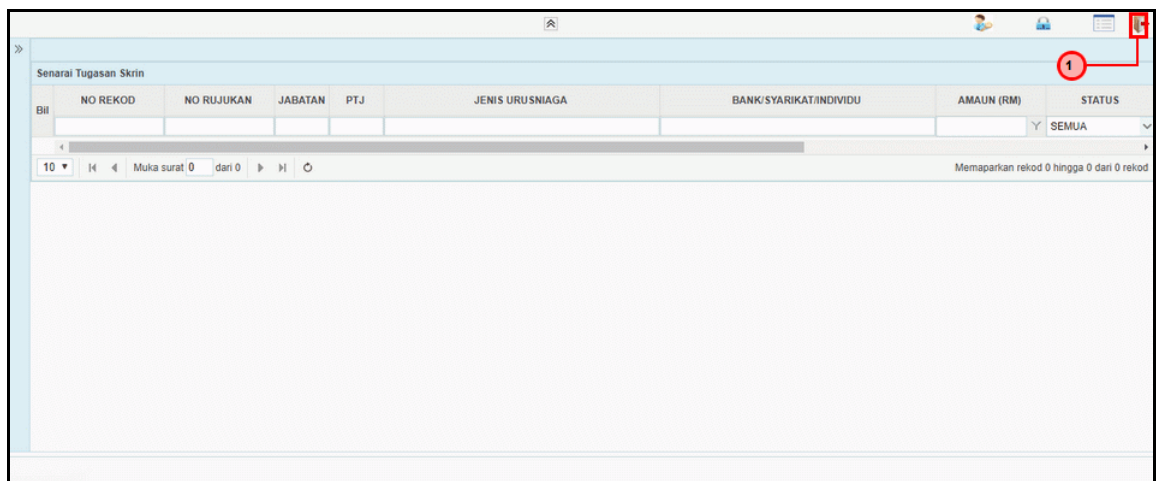 1
Senarai Tugasan Skrin
Bil NO REKOD NO RUJUKAN JABATAN PTJ JENIS URUSNIAGA BANK/SYARIKAT/INDIVIDU AMAUN (RM) STATUS
SEMUA
10 Muka surat 0 dari 0 Memaparkan rekod 0 hingga 0 dari 0 rekod